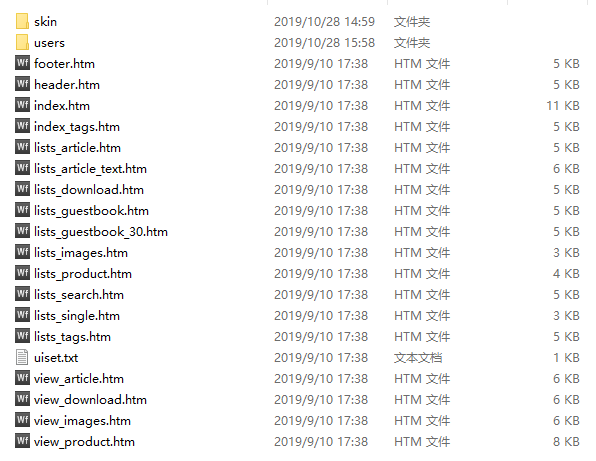 skin 2019/10/28 14:59 文件夹
users 2019/10/28 15:58 文件夹
Wf footer.htm 2019/9/10 17:38 HTM 文件 5 KB
Wf header.htm 2019/9/10 17:38 HTM 文件 5 KB
Wf index.htm 2019/9/10 17:38 HTM 文件 11 KB
Wf index_tags.htm 2019/9/10 17:38 HTM 文件 5 KB
Wf lists_article.htm 2019/9/10 17:38 HTM 文件 5 KB
Wf lists_article_text.htm 2019/9/10 17:38 HTM 文件 6 KB
Wf lists_download.htm 2019/9/10 17:38 HTM 文件 5 KB
Wf lists_guestbook.htm 2019/9/10 17:38 HTM 文件 5 KB
Wf lists_guestbook_30.htm 2019/9/10 17:38 HTM 文件 5 KB
Wf lists_images.htm 2019/9/10 17:38 HTM 文件 3 KB
Wf lists_product.htm 2019/9/10 17:38 HTM 文件 4 KB
Wf lists_search.htm 2019/9/10 17:38 HTM 文件 5 KB
Wf lists_single.htm 2019/9/10 17:38 HTM 文件 3 KB
Wf lists_tags.htm 2019/9/10 17:38 HTM 文件 5 KB
uiset.txt 2019/9/10 17:38 文本文档 1 KB
Wf view_article.htm 2019/9/10 17:38 HTM 文件 6 KB
Wf view_download.htm 2019/9/10 17:38 HTM 文件 6 KB
Wf view_images.htm 2019/9/10 17:38 HTM 文件 6 KB
Wf view_product.htm 2019/9/10 17:38 HTM 文件 8 KB